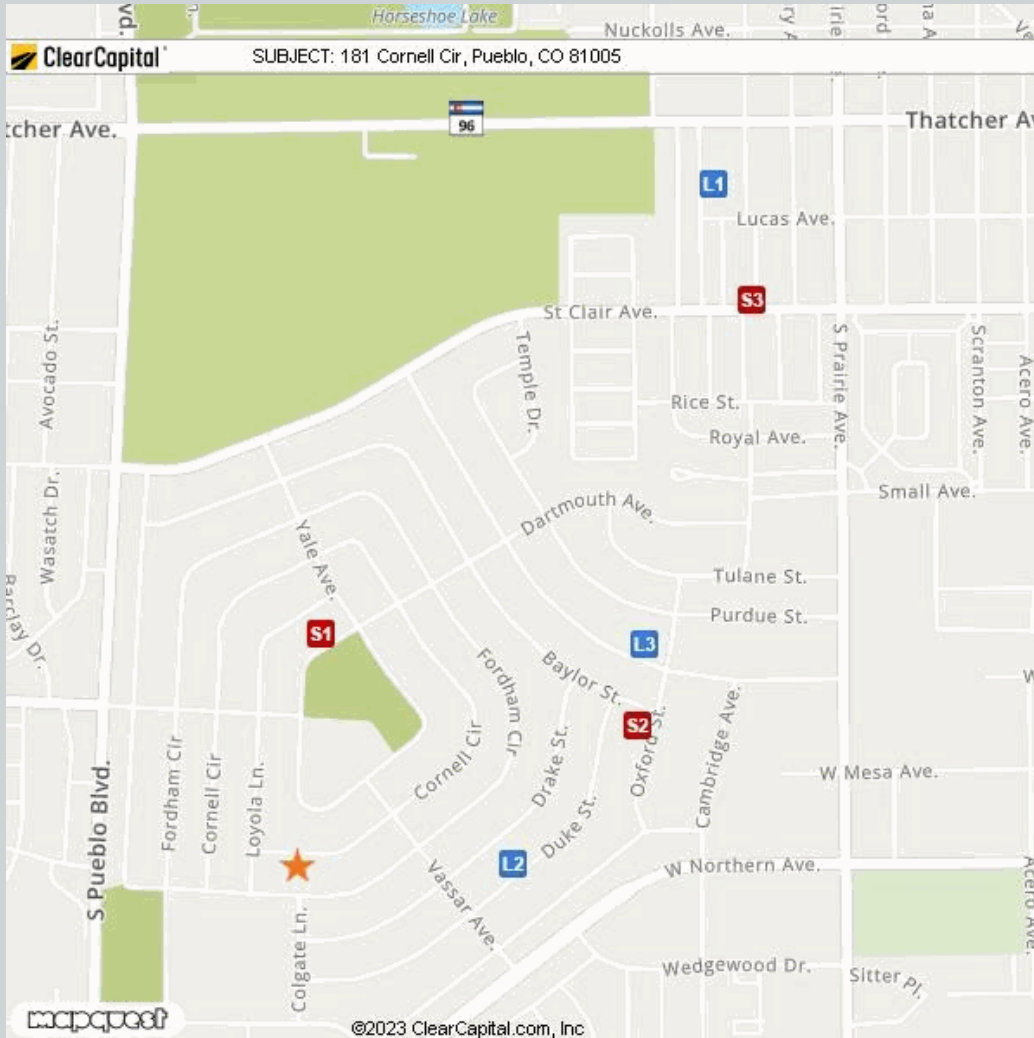 Horseshoe Lake
vd.
Nuckolls Ave.
ClearCapital
SUBJECT: 181 Cornell Cir, Pueblo, CO 81005
tcher Ave.
96
Thatcher Av
L1
Lucas Ave.
S3
St Clair Ave.
Avocado St.
Temple Dr.
S Prairie Ave.
Scranton Ave.
Acero Ave.
Rice St.
Royal Ave.
Wasatch Dr.
Small Ave.
Dartmouth Ave.
Yale Ave.
Tulane St.
Barclay Dr.
Purdue St.
S1
L3
Fordham Cir
Baylor St.
S2
Cornell Cir
Drake St.
Oxford St.
Cambridge Ave.
W Mesa Ave.
S Pueblo Blvd.
Fordham Cir
Cornell Cir
Loyola Ln.
Duke St.
L2
W Northern Ave.
Vassar Ave.
Acero Ave.
Colgate Ln.
Wedgewood Dr.
Sitter Pl.
mapquest
©2023 ClearCapital.com, Inc